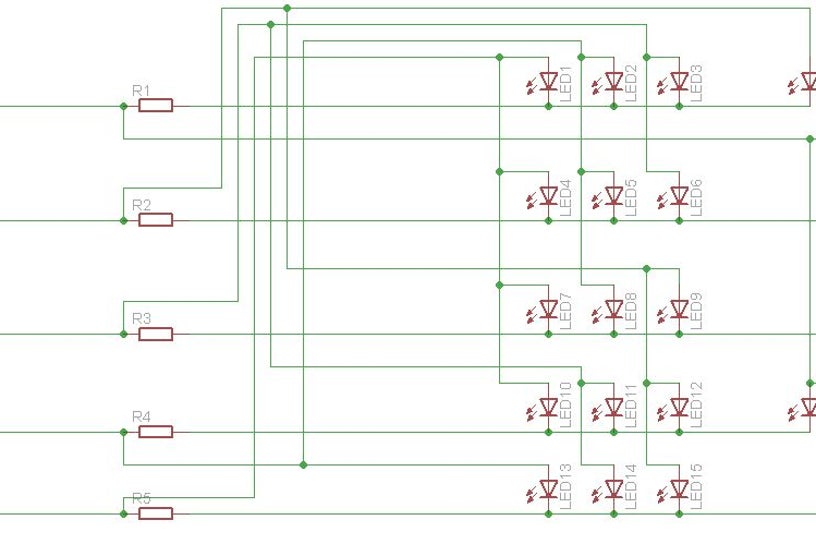 R1 LED1 LED2 LED3
R2 LED4 LED5 LED6
R3 LED7 LED8 LED9
R4 LED10 LED11 LED12
R5 LED13 LED14 LED15